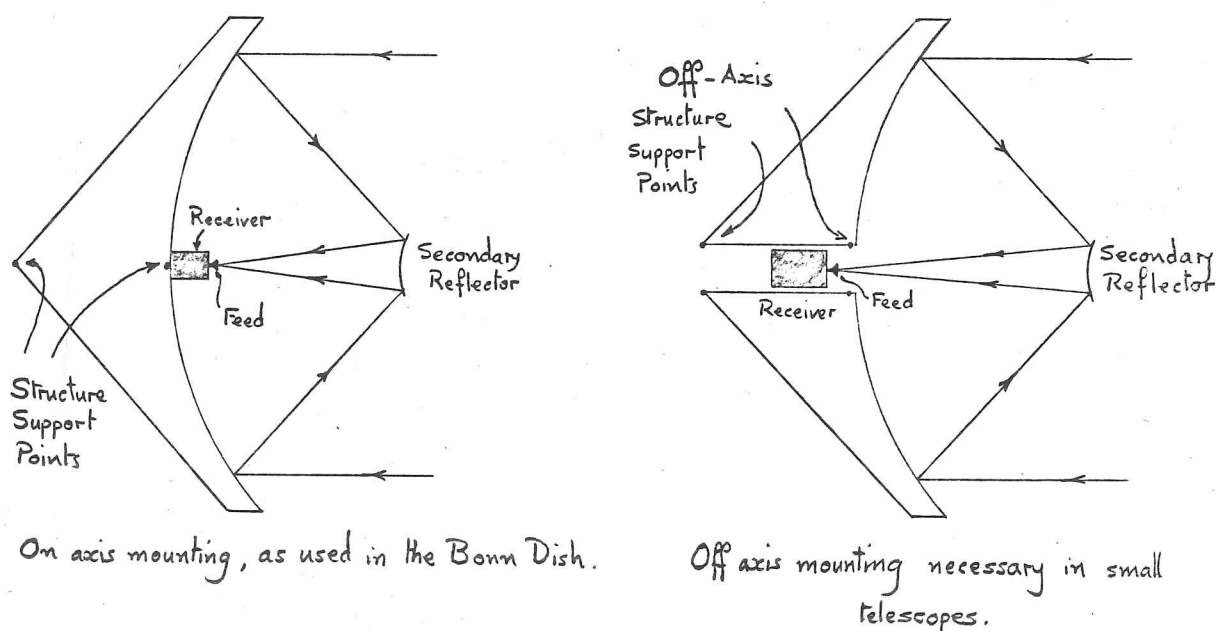 Receiver
Feed
Secondary
Reflector
Structure
Support
Points
On axis mounting, as used in the Bonn Dish.
Off-Axis
Structure
Support
Points
Receiver
Feed
Secondary
Reflector
Off axis mounting necessary in small
telescopes.